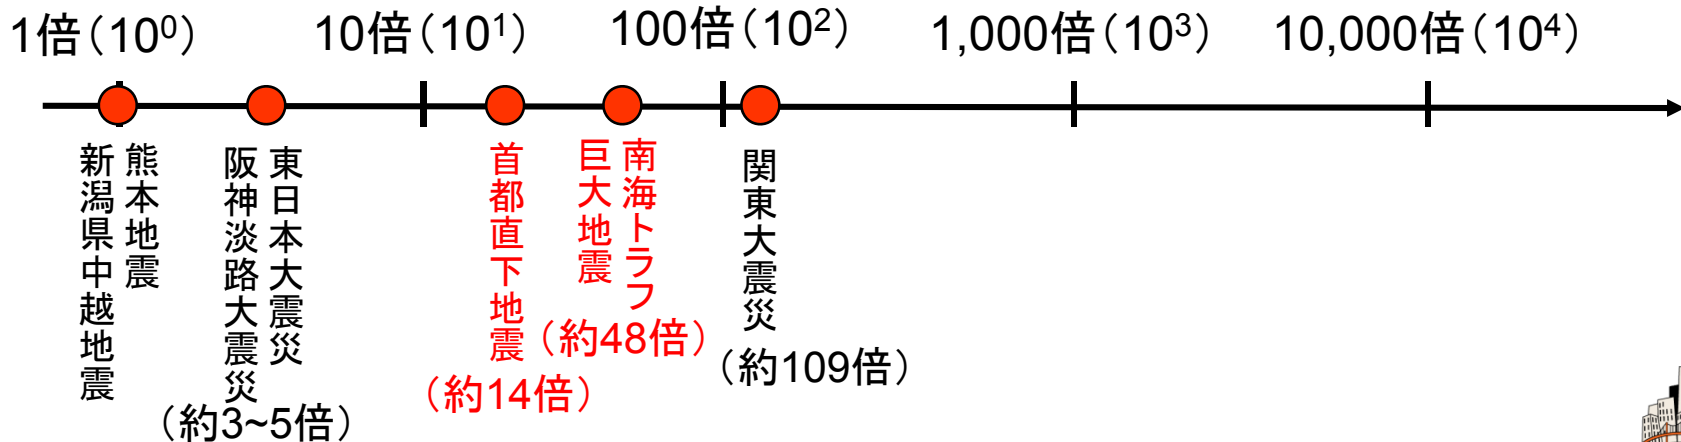 1倍（10⁰）
10倍（10¹）
100倍（10²）
1,000倍（10³）
10,000倍（10⁴）
熊本地震
新潟県中越地震
東日本大震災
阪神淡路大震災
（約3~5倍）
首都直下地震
（約14倍）
南海トラフ
巨大地震
（約48倍）
関東大震災
（約109倍）